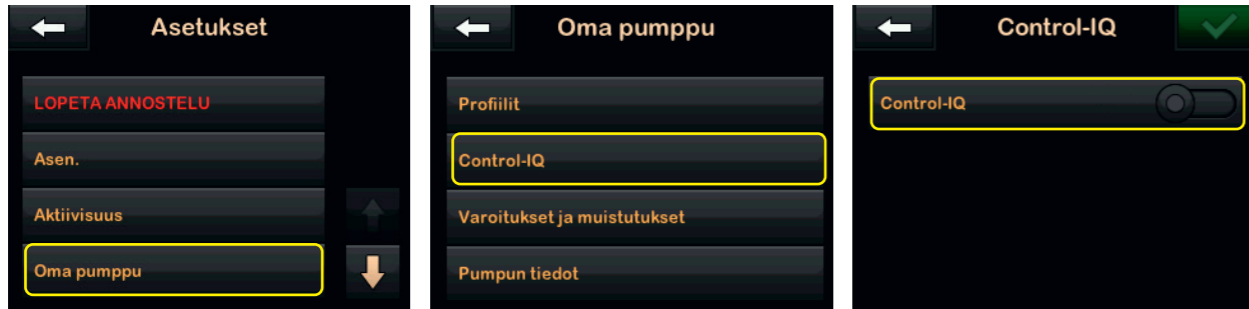 Asetukset
LOPETA ANNOSTELU
Asen.
Aktiivisuus
Oma pumppu
Oma pumppu
Profiilit
Control-IQ
Varoitukset ja muistutukset
Pumpun tiedot
Control-IQ
Control-IQ